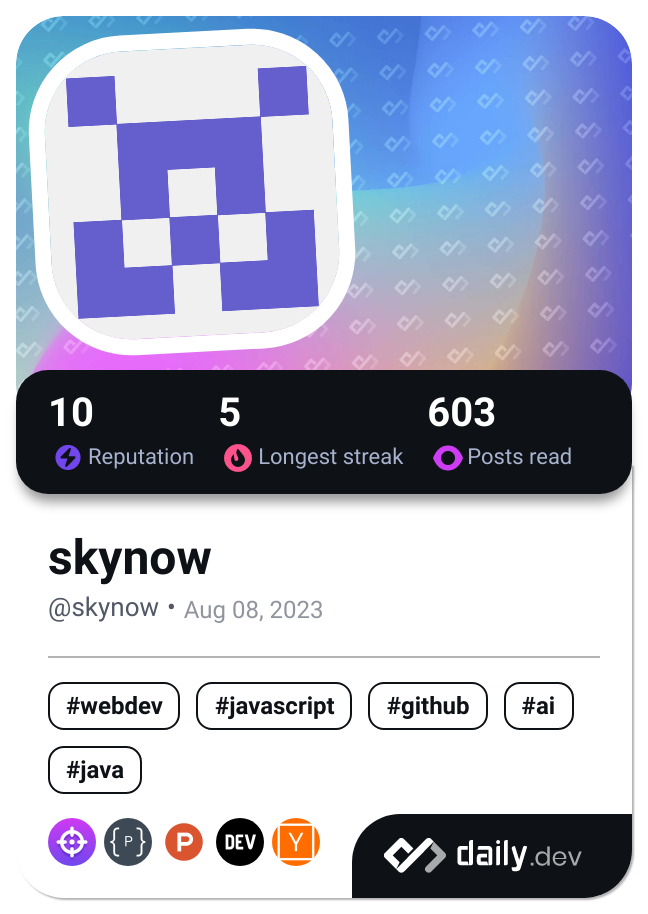 10 5 603
Reputation Longest streak Posts read
skynow
@skynow • Aug 08, 2023
#webdev #javascript #github #ai
#java
{P} P DEV Y daily.dev